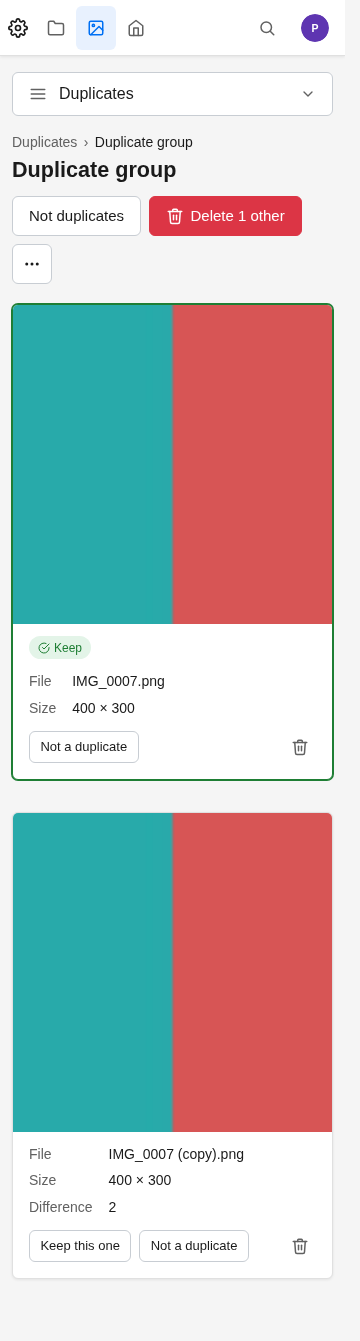 P
Duplicates
Duplicates › Duplicate group
Duplicate group
Not duplicates
Delete 1 other
Keep
File IMG_0007.png
Size 400 × 300
Not a duplicate
File IMG_0007 (copy).png
Size 400 × 300
Difference 2
Keep this one
Not a duplicate